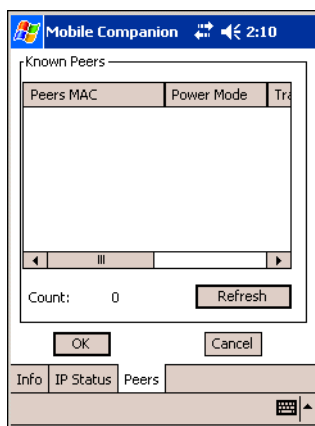 Mobile Companion 2:10
Known Peers
Peers MAC Power Mode Tra
Count: 0 Refresh
OK Cancel
Info IP Status Peers